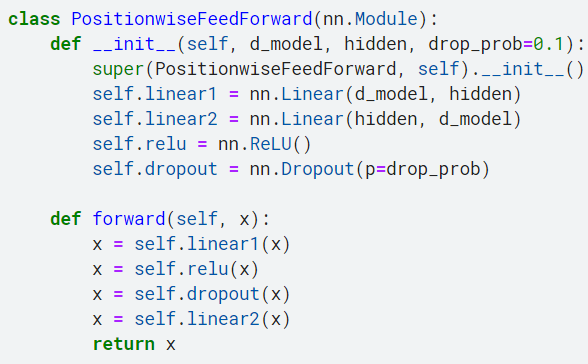 class PositionwiseFeedForward(nn.Module):
    def __init__(self, d_model, hidden, drop_prob=0.1):
        super(PositionwiseFeedForward, self).__init__()
        self.linear1 = nn.Linear(d_model, hidden)
        self.linear2 = nn.Linear(hidden, d_model)
        self.relu = nn.ReLU()
        self.dropout = nn.Dropout(p=drop_prob)

    def forward(self, x):
        x = self.linear1(x)
        x = self.relu(x)
        x = self.dropout(x)
        x = self.linear2(x)
        return x